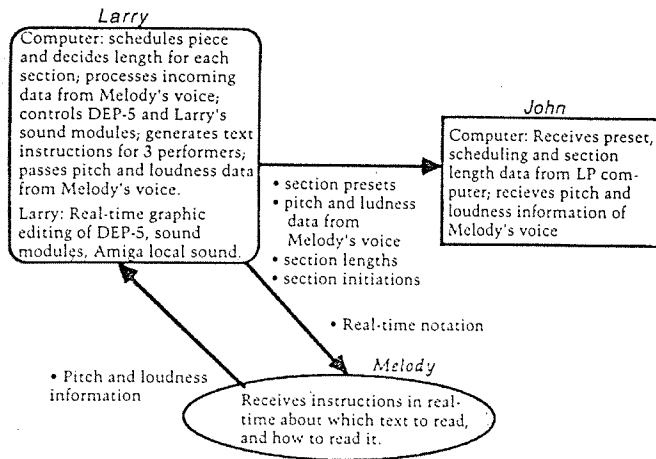 Larry
Computer: schedules piece
and decides length for each
section; processes incoming
data from Melody's voice;
controls DEP-5 and Larry's
sound modules; generates text
instructions for 3 performers;
passes pitch and loudness data
from Melody's voice.
Larry: Real-time graphic
editing of DEP-5, sound
modules, Amiga local sound.
John
Computer: Receives preset,
scheduling and section
length data from LP com-
puter; recieves pitch and
loudness information of
Melody's voice
• section presets
• pitch and ludness
data from
Melody's voice
• section lengths
• section initiations
• Real-time notation
• Pitch and loudness
information
Melody
Receives instructions in real-
time about which text to read,
and how to read it.